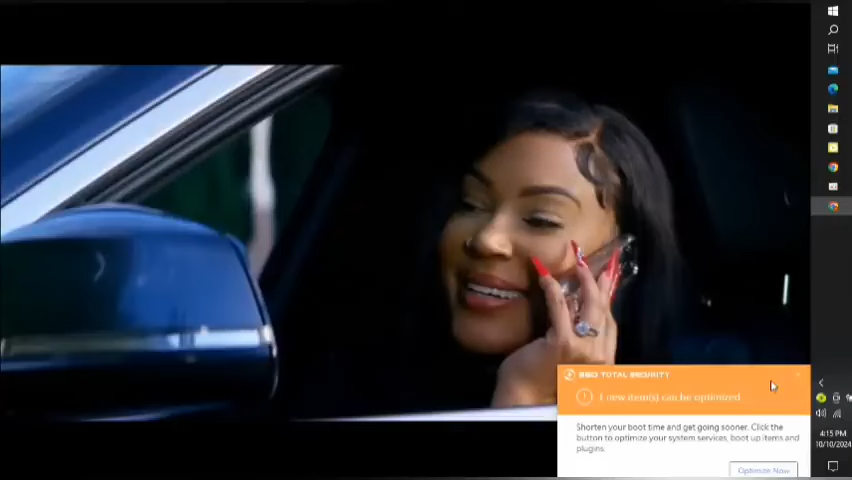 360 TOTAL SECURITY
1 new item(s) can be optimized
Shorten your boot time and get going sooner. Click the
button to optimize your system services, boot up items and
plugins.
Optimize Now
4:15 PM
10/10/2024